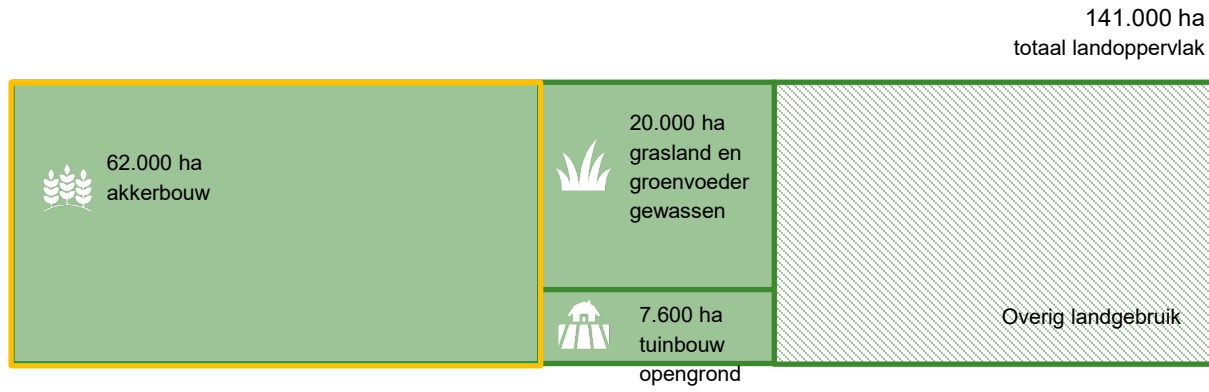 141.000 ha
totaal landoppervlak
62.000 ha
akkerbouw
20.000 ha
grasland en
groenvoeder
gewassen
7.600 ha
tuinbouw
opengrond
Overig landgebruik